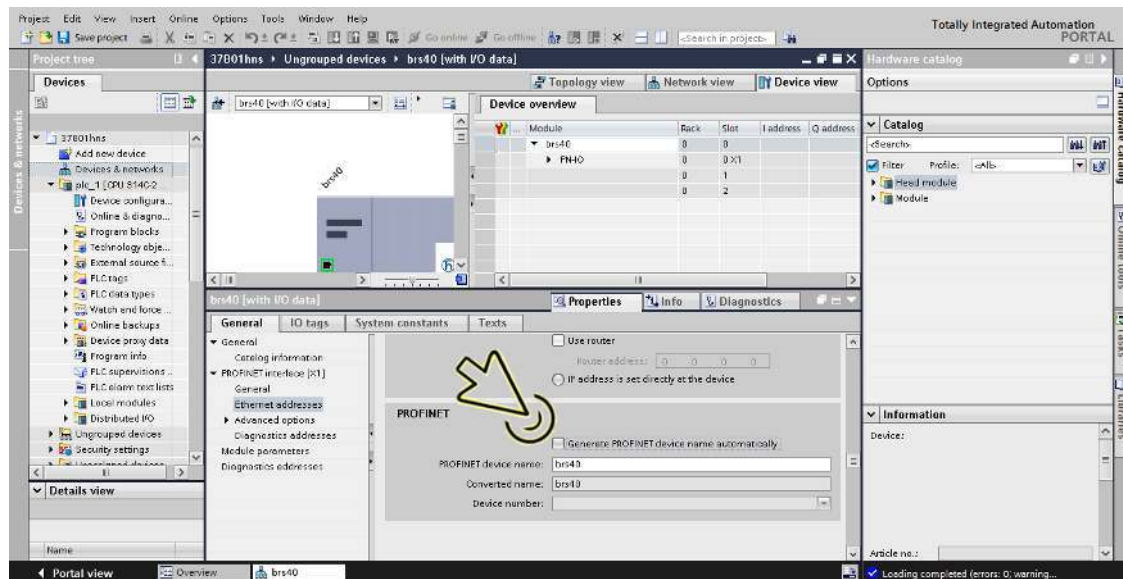 Project Edit View Insert Online Options Tools Window Help
Totally Integrated Automation
PORTAL
Save project Go online Go offline <Search in project>
Project tree
37801hns Ungrouped devices brs40 [with I/O data]
Hardware catalog
Devices
Topology view Network view Device view
Options
brs40 [with I/O data]
Device overview
Module Rack Slot I address Q address
brs40 0 0
PN-IO 0 0 X1
0 1
0 2
brs40
Catalog
<Search>
Filter Profile: <All>
Head module
Module
37801hns
Add new device
Devices & networks
plc_1 [CPU 314C-2
Device configura...
Online & diagno...
Program blocks
Technology obje...
External source f...
PLC tags
PLC data types
Watch and force ...
Online backups
Device proxy data
Program info
PLC supervisions ..
PLC alarm text lists
Local modules
Distributed I/O
Ungrouped devices
Security settings
Unassigned devices
Details view
Name
Devices & networks
brs40 [with I/O data]
Properties Info Diagnostics
General IO tags System constants Texts
General
Catalog information
PROFINET interface [X1]
General
Ethernet addresses
Advanced options
Diagnostics addresses
Module parameters
Diagnostics addresses
Use router
Router address: 0 0 0 0
IP address is set directly at the device
PROFINET
Generate PROFINET device name automatically
PROFINET device name: brs40
Converted name: brs40
Device number:
Information
Device:
Article no.:
Hardware catalog
Online tools
Tasks
Libraries
Portal view Overview brs40
Loading completed (errors: 0; warning...